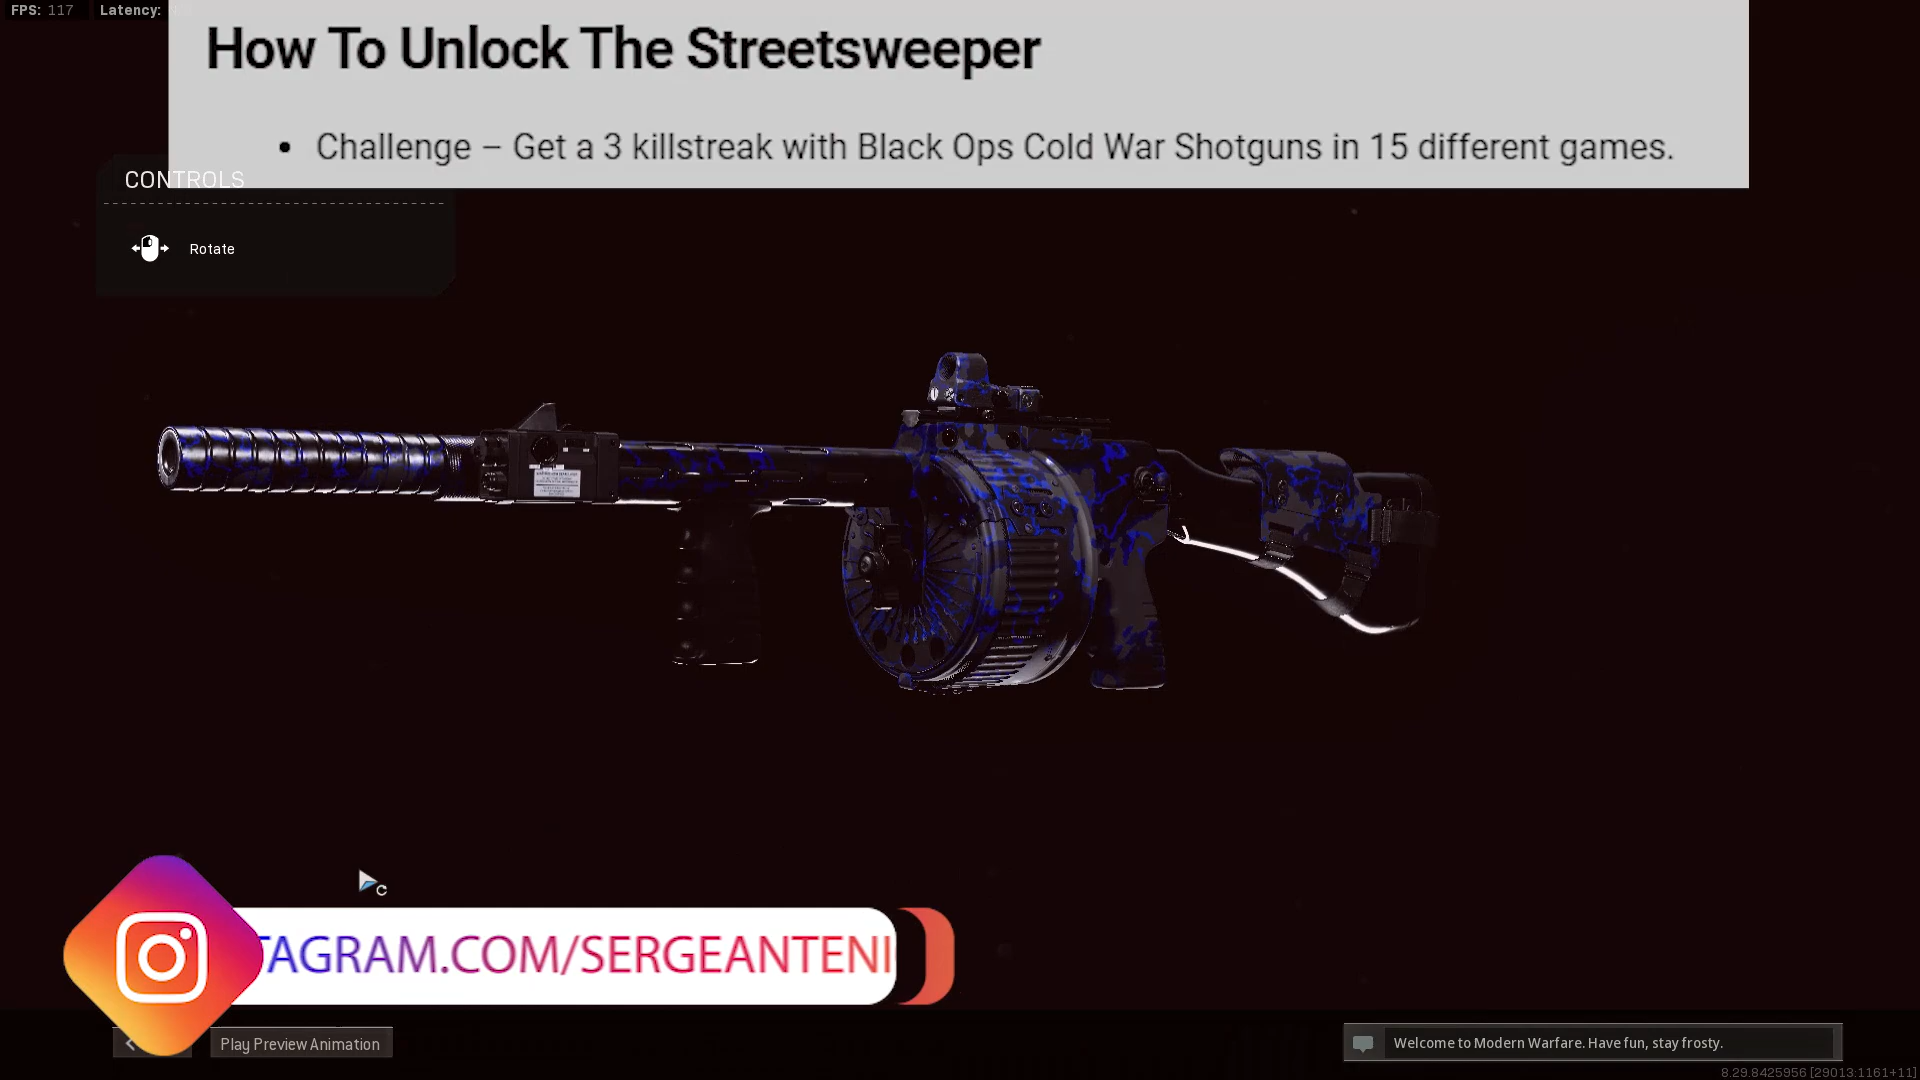 FPS: 117 Latency:
How To Unlock The Streetsweeper
• Challenge – Get a 3 killstreak with Black Ops Cold War Shotguns in 15 different games.
CONTROLS
Rotate
TAGRAM.COM/SERGEANTENI
Play Preview Animation
Welcome to Modern Warfare. Have fun, stay frosty.
8.29.8425956 [29013:1161+11]